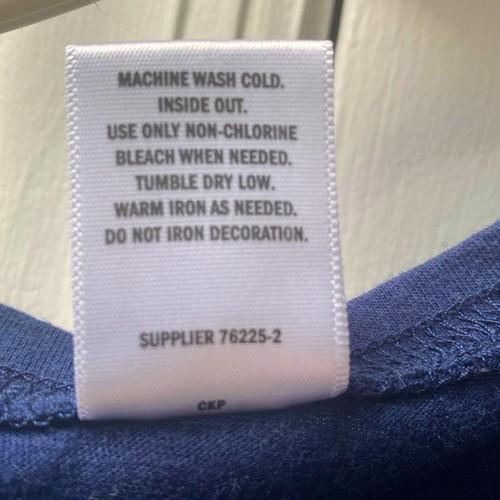 MACHINE WASH COLD.
INSIDE OUT.
USE ONLY NON-CHLORINE
BLEACH WHEN NEEDED.
TUMBLE DRY LOW.
WARM IRON AS NEEDED.
DO NOT IRON DECORATION.
SUPPLIER 76225-2
CKP